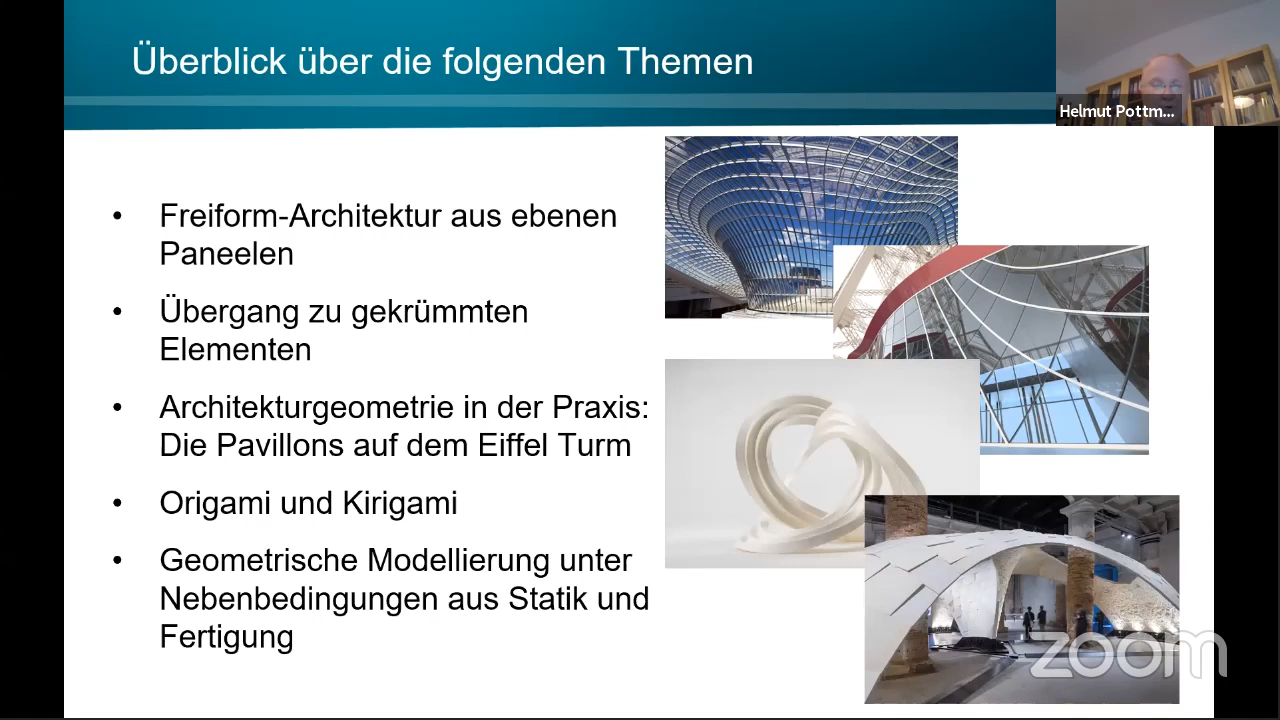 Überblick über die folgenden Themen
Helmut Pottm...
• Freiform-Architektur aus ebenen
Paneelen
• Übergang zu gekrümmten
Elementen
• Architekturgeometrie in der Praxis:
Die Pavillons auf dem Eiffel Turm
• Origami und Kirigami
• Geometrische Modellierung unter
Nebenbedingungen aus Statik und
Fertigung
zoom